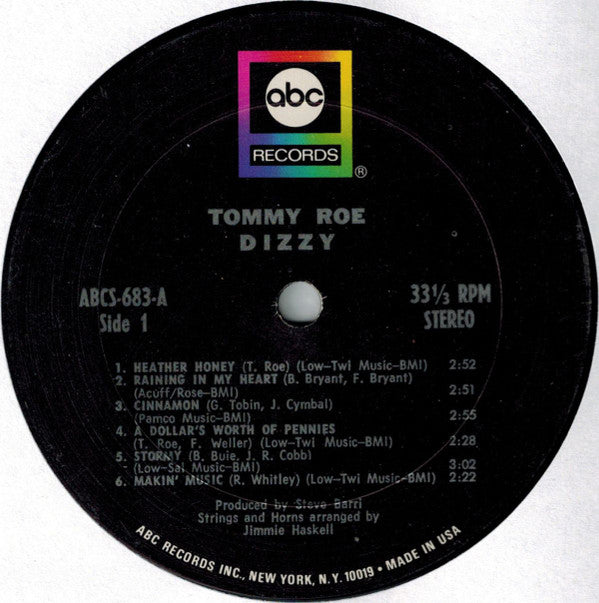 abc
RECORDS
®
TOMMY ROE
DIZZY
ABCS-683-A
Side 1
33⅓ RPM
STEREO
1. HEATHER HONEY (T. Roe) (Low-Twi Music-BMI) 2:52
2. RAINING IN MY HEART (B. Bryant, F. Bryant)
(Acuff/Rose-BMI) 2:51
3. CINNAMON (G. Tobin, J. Cymbal)
(Pamco Music-BMI) 2:55
4. A DOLLAR'S WORTH OF PENNIES
(T. Roe, F. Weller) (Low-Twi Music-BMI) 2:28
5. STORMY (B. Buie, J. R. Cobb)
(Low-Sal Music-BMI) 3:02
6. MAKIN' MUSIC (R. Whitley) (Low-Twi Music-BMI) 2:22
Produced by Steve Barri
Strings and Horns arranged by
Jimmie Haskell
ABC RECORDS INC., NEW YORK, N.Y. 10019 • MADE IN USA